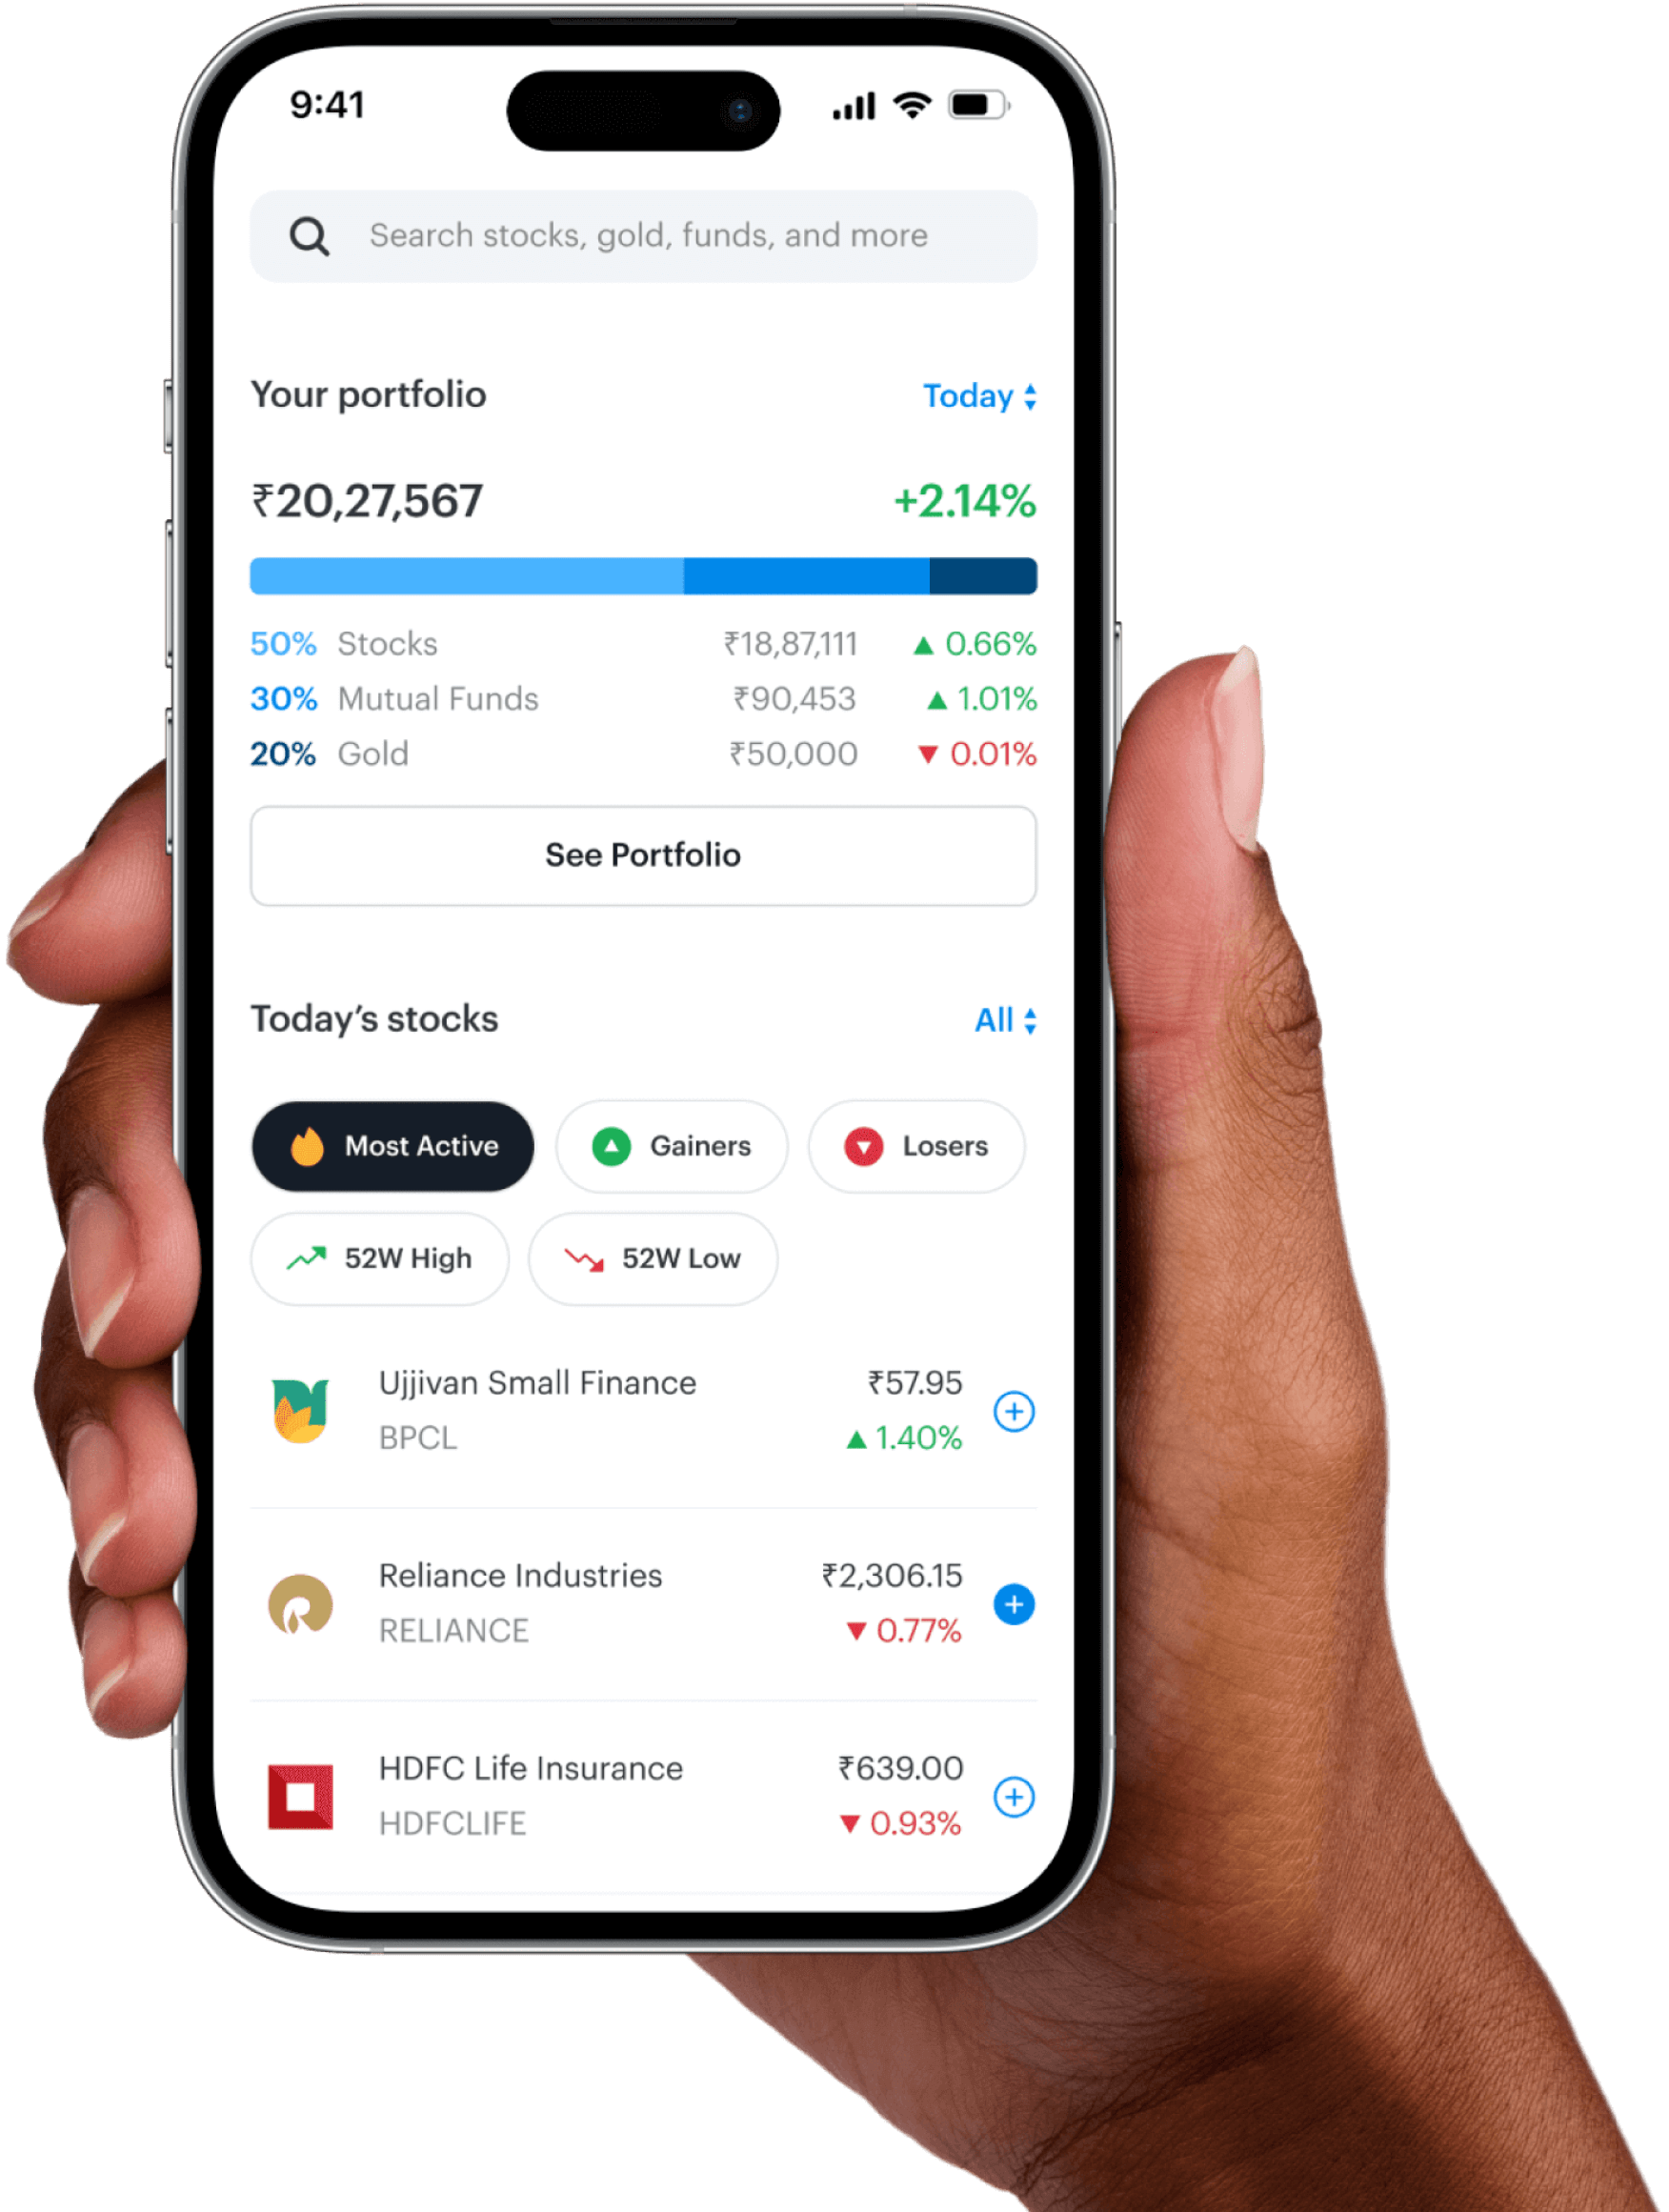 9:41
Search stocks, gold, funds, and more
Your portfolio Today
₹20,27,567 +2.14%
50% Stocks ₹18,87,111 ▲ 0.66%
30% Mutual Funds ₹90,453 ▲ 1.01%
20% Gold ₹50,000 ▼ 0.01%
See Portfolio
Today’s stocks All
Most Active Gainers Losers
52W High 52W Low
Ujjivan Small Finance ₹57.95
BPCL ▲ 1.40%
Reliance Industries ₹2,306.15
RELIANCE ▼ 0.77%
HDFC Life Insurance ₹639.00
HDFCLIFE ▼ 0.93%